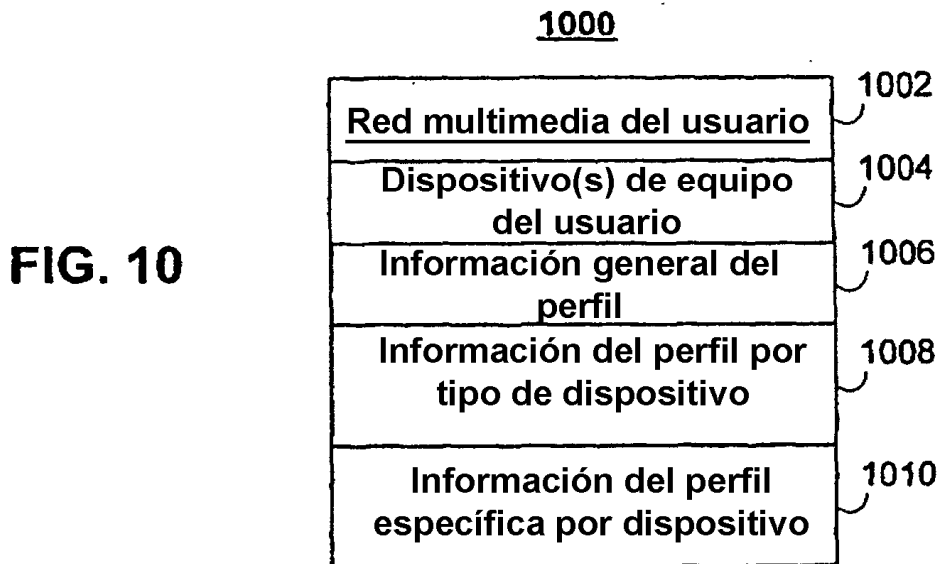 1000
1002
Red multimedia del usuario
1004
Dispositivo(s) de equipo
del usuario
1006
Información general del
perfil
FIG. 10
1008
Información del perfil por
tipo de dispositivo
1010
Información del perfil
específica por dispositivo